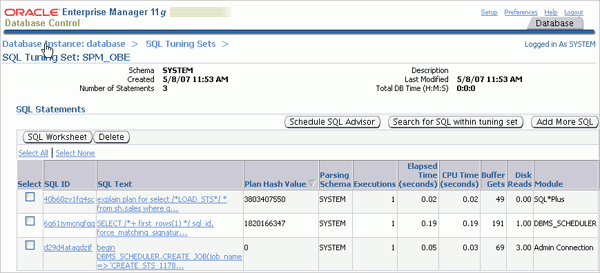 ORACLE Enterprise Manager 11g
Database Control
Setup Preferences Help Logout
Database
Database Instance: database > SQL Tuning Sets >
Logged in As SYSTEM
SQL Tuning Set: SPM_OBE
Schema SYSTEM
Created 5/8/07 11:53 AM
Number of Statements 3
Description
Last Modified 5/8/07 11:53 AM
Total DB Time (H:M:S) 0:0:0
SQL Statements
Schedule SQL Advisor Search for SQL within tuning set Add More SQL
SQL Worksheet Delete
Select All | Select None
Select SQL ID SQL Text Plan Hash Value Parsing Schema Executions Elapsed Time (seconds) CPU Time (seconds) Buffer Gets Disk Reads Module
40b60zv1fq4sc explain plan for select /*LOAD_STS*/ * from sh.sales where q... 3803407550 SYSTEM 1 0.02 0.02 49 0.00 SQL*Plus
SELECT /*+ first_rows(1) */ sql_id, force_matching_signatur... 1820166347 SYSTEM 1 0.19 0.19 191 1.00 DBMS_SCHEDULER
d29d4ataqdzjf begin DBMS_SCHEDULER.CREATE_JOB(job_name => 'CREATE_STS_1178... 0 SYSTEM 1 0.05 0.03 69 3.00 Admin Connection